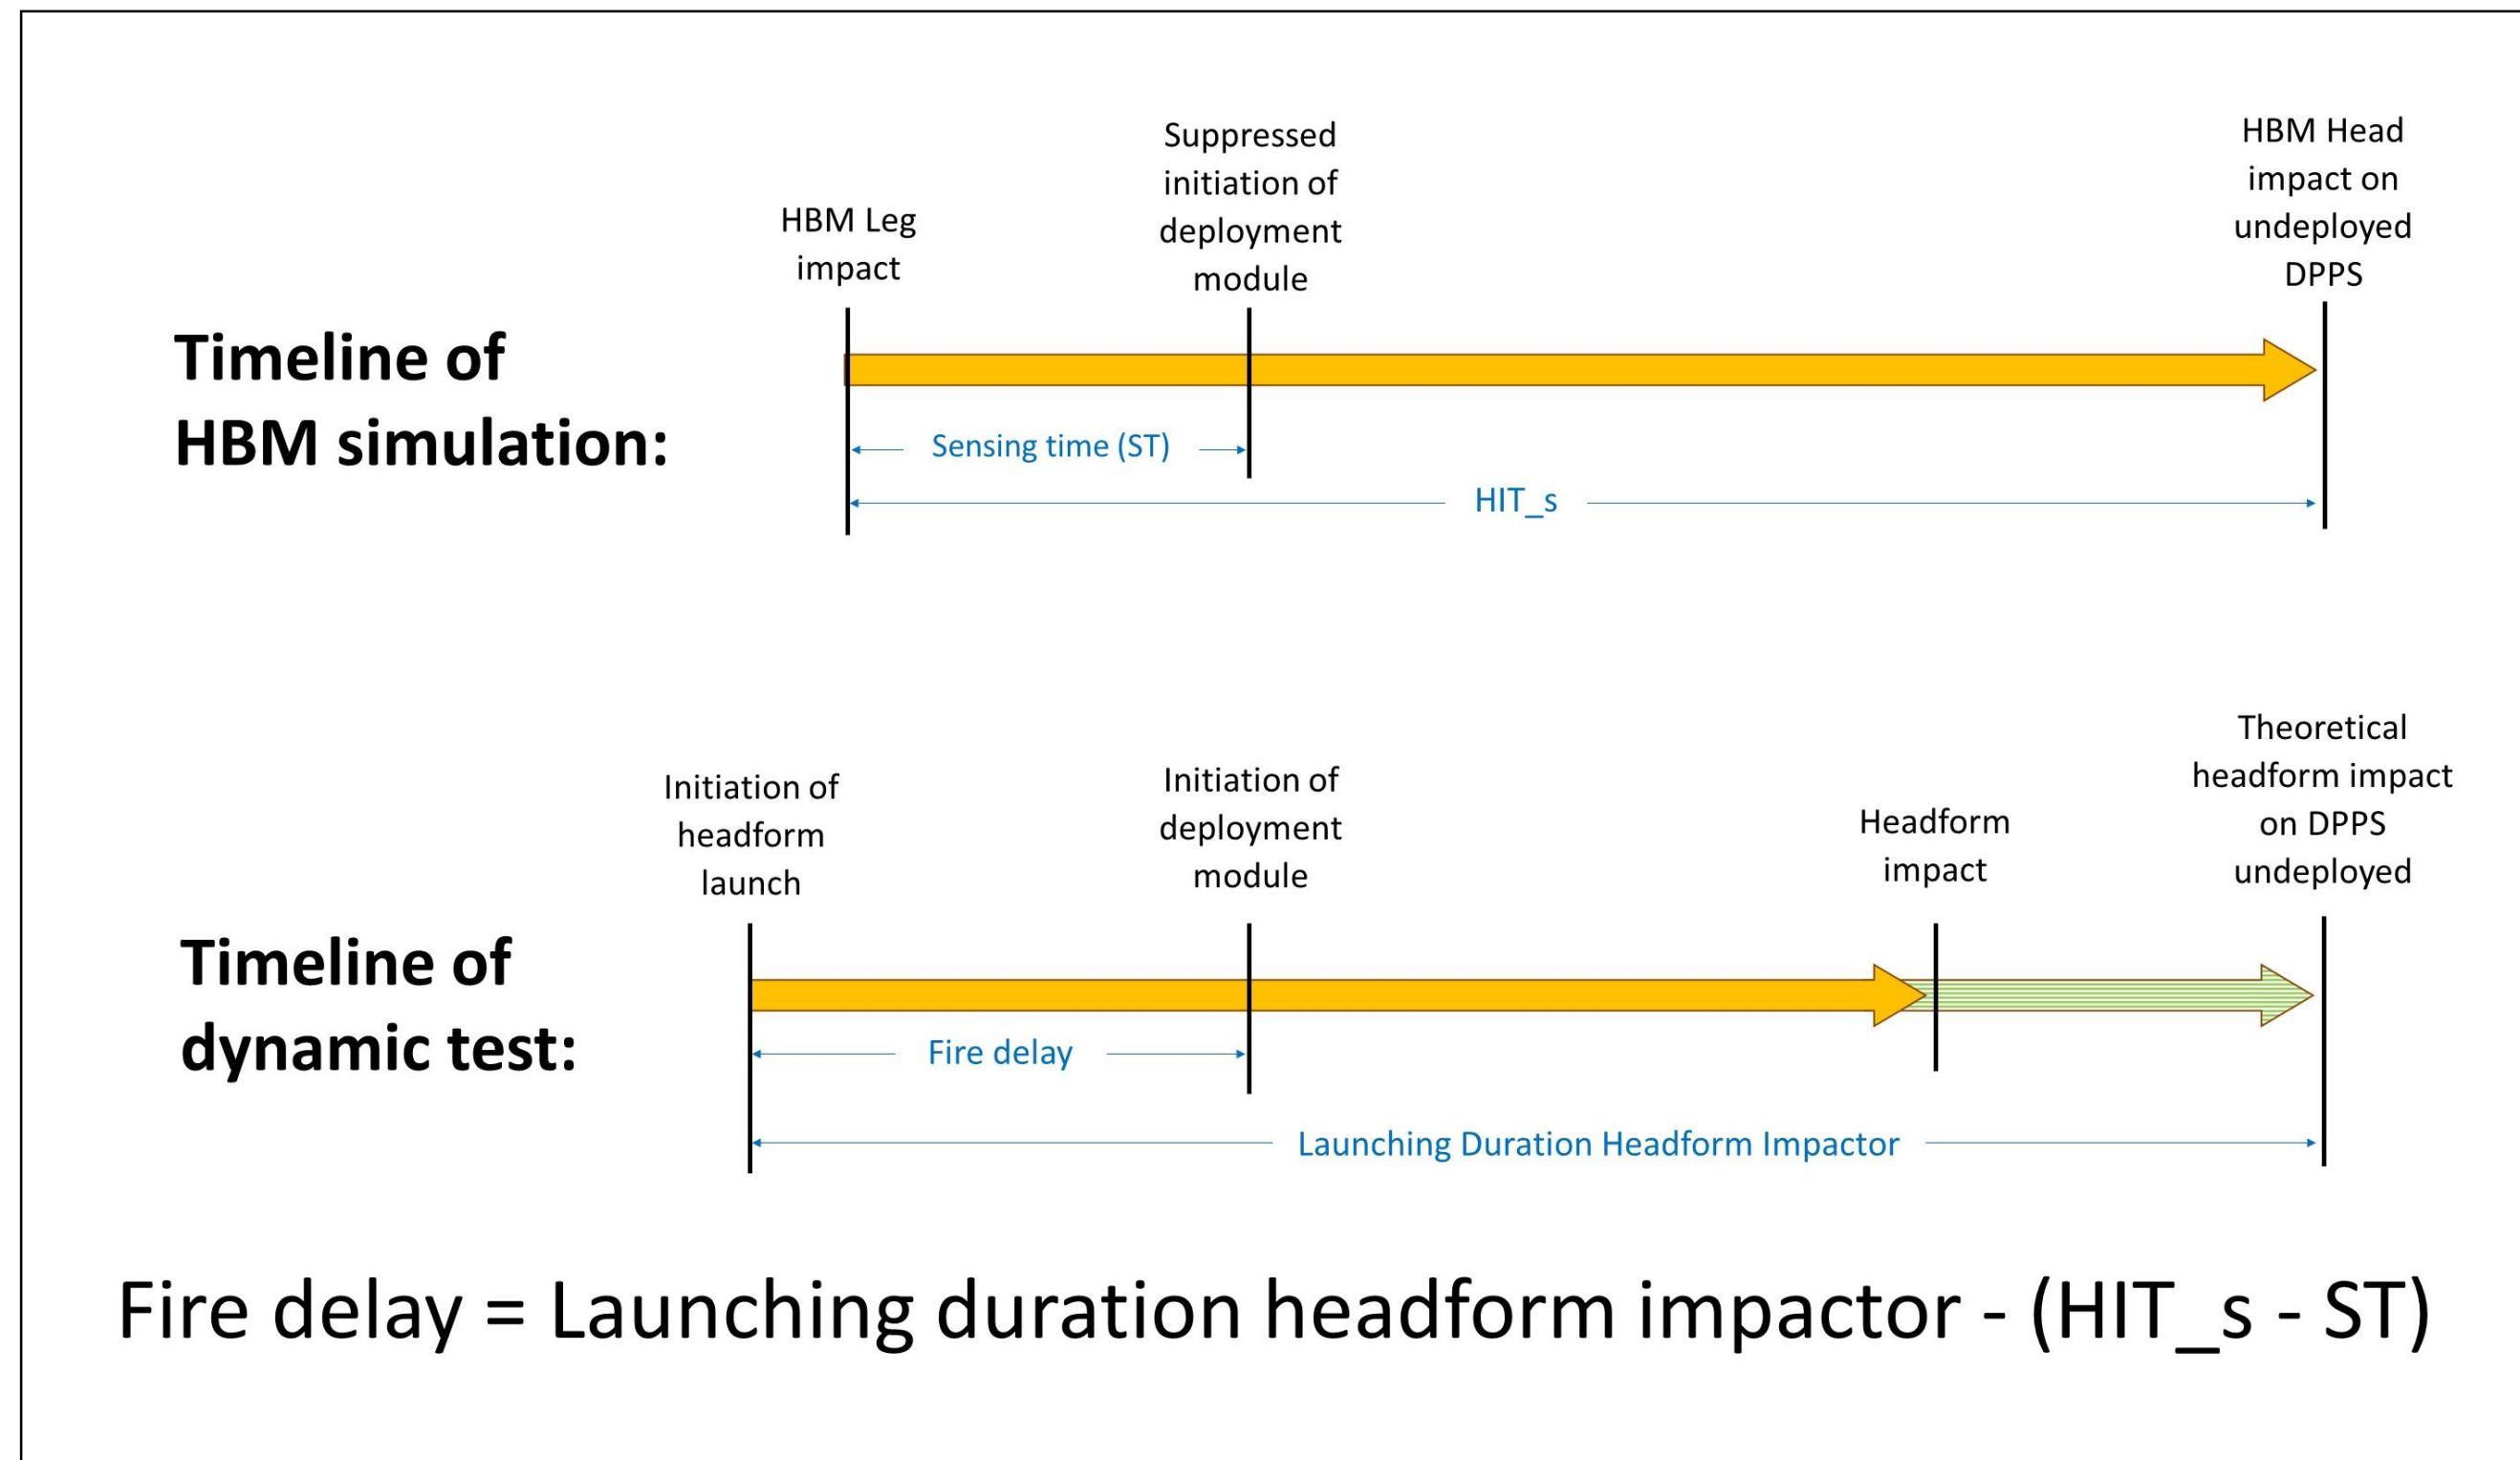 HBM Leg
impact
Suppressed
initiation of
deployment
module
HBM Head
impact on
undeployed
DPPS
Timeline of
HBM simulation:
Sensing time (ST)
HIT_s
Initiation of
headform
launch
Initiation of
deployment
module
Headform
impact
Theoretical
headform impact
on DPPS
undeployed
Timeline of
dynamic test:
Fire delay
Launching Duration Headform Impactor
Fire delay = Launching duration headform impactor - (HIT_s - ST)